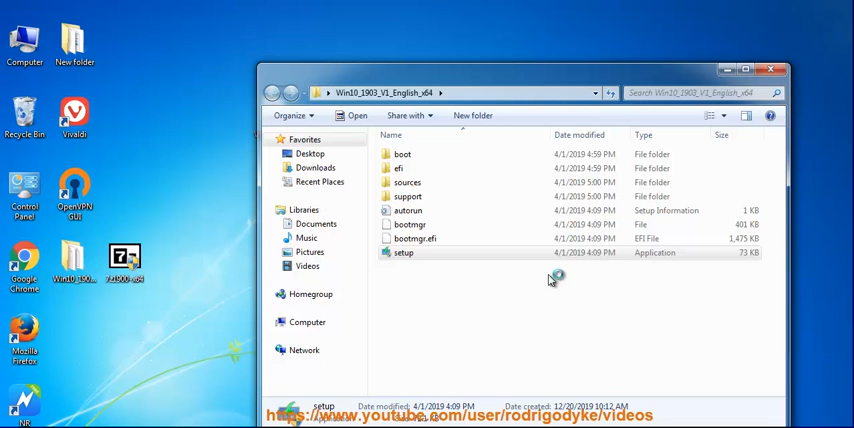 Computer
New folder
Recycle Bin
Vivaldi
Control
Panel
OpenVPN
GUI
Google
Chrome
Win10_190...
7z1900-x64
Mozilla
Firefox
NR
Win10_1903_V1_English_x64
Search Win10_1903_V1_English_x64
Organize Open Share with New folder
Name Date modified Type Size
Favorites
Desktop
Downloads
Recent Places
Libraries
Documents
Music
Pictures
Videos
Homegroup
Computer
Network
boot 4/1/2019 4:59 PM File folder
efi 4/1/2019 4:59 PM File folder
sources 4/1/2019 5:00 PM File folder
support 4/1/2019 5:00 PM File folder
autorun 4/1/2019 4:09 PM Setup Information 1 KB
bootmgr 4/1/2019 4:09 PM File 401 KB
bootmgr.efi 4/1/2019 4:09 PM EFI File 1,475 KB
setup 4/1/2019 4:09 PM Application 73 KB
setup Date modified: 4/1/2019 4:09 PM Date created: 12/20/2019 10:12 AM
https://www.youtube.com/user/rodrigodyke/videos